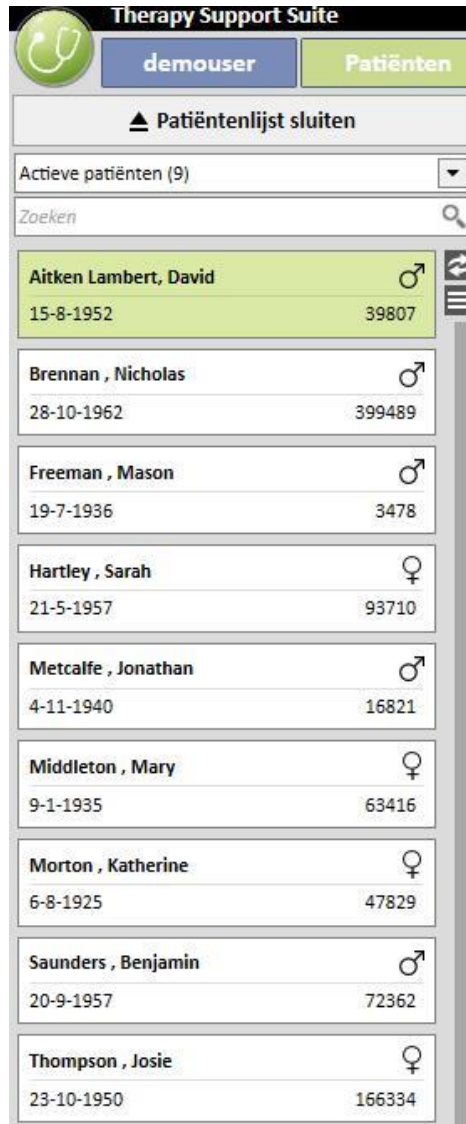 Therapy Support Suite
demouser Patiënten
Patiëntenlijst sluiten
Actieve patiënten (9)
Zoeken
Aitken Lambert, David
15-8-1952 39807
Brennan , Nicholas
28-10-1962 399489
Freeman , Mason
19-7-1936 3478
Hartley , Sarah
21-5-1957 93710
Metcalfe , Jonathan
4-11-1940 16821
Middleton , Mary
9-1-1935 63416
Morton , Katherine
6-8-1925 47829
Saunders , Benjamin
20-9-1957 72362
Thompson , Josie
23-10-1950 166334